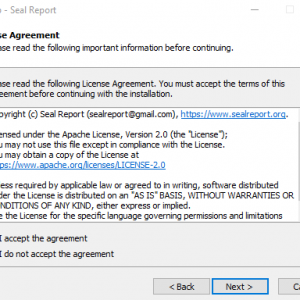 - Seal Report
se Agreement
ase read the following important information before continuing.
ase read the following License Agreement. You must accept the terms of this
greement before continuing with the installation.
opyright (c) Seal Report (sealreport@gmail.com), https://www.sealreport.org.
ensed under the Apache License, Version 2.0 (the "License");
u may not use this file except in compliance with the License.
u may obtain a copy of the License at
ps://www.apache.org/licenses/LICENSE-2.0
less required by applicable law or agreed to in writing, software distributed
der the License is distributed on an "AS IS" BASIS, WITHOUT WARRANTIES OR
ONDITIONS OF ANY KIND, either express or implied.
e the License for the specific language governing permissions and limitations
I accept the agreement
I do not accept the agreement
< Back
Next >
Ca